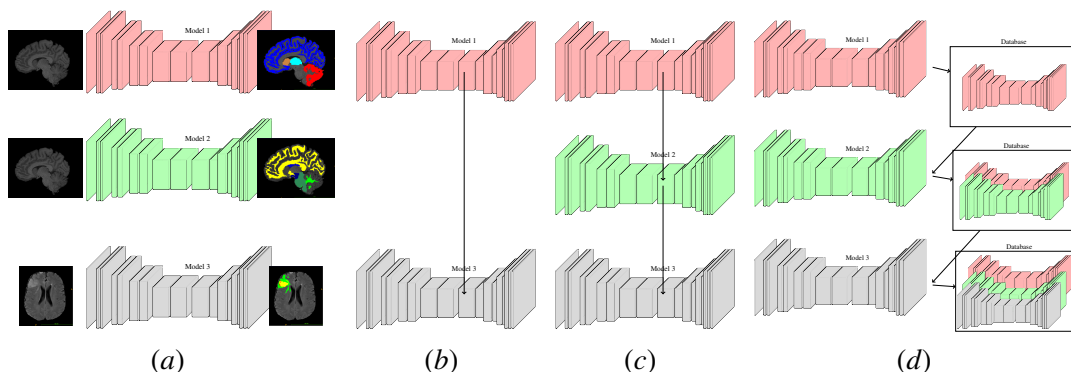 Model 1
Model 2
Model 3
(a)
Model 1
Model 3
(b)
Model 1
Model 2
Model 3
(c)
Model 1
Database
Model 2
Database
Model 3
Database
(d)